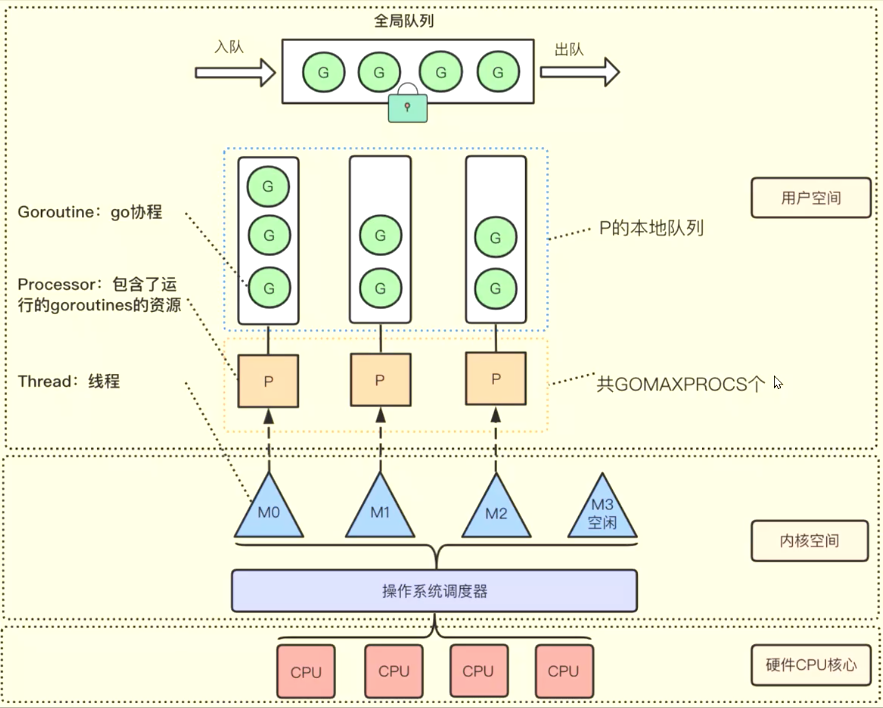 全局队列
入队
出队
G
G
G
G
G
G
G
G
G
G
G
Goroutine：go协程
用户空间
P的本地队列
Processor：包含了运
行的goroutines的资源
Thread：线程
P
P
P
共GOMAXPROCS个
M0
M1
M2
M3
空闲
内核空间
操作系统调度器
CPU
CPU
CPU
CPU
硬件CPU核心